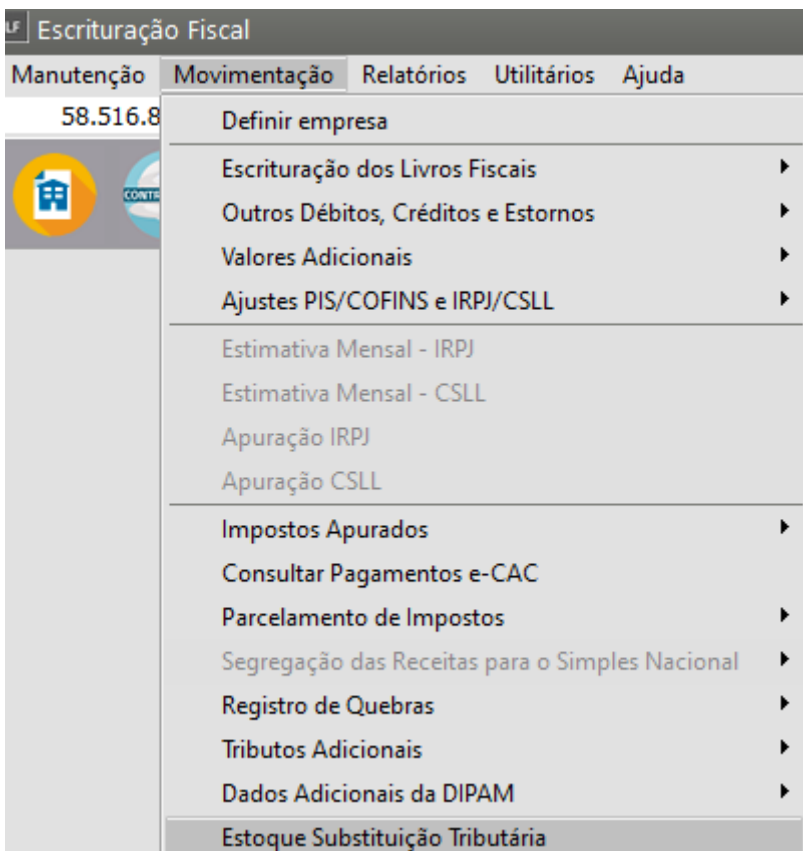 LF Escrituração Fiscal
Manutenção Movimentação Relatórios Utilitários Ajuda
58.516.8
Definir empresa
CONTR
Escrituração dos Livros Fiscais
Outros Débitos, Créditos e Estornos
Valores Adicionais
Ajustes PIS/COFINS e IRPJ/CSLL
Estimativa Mensal - IRPJ
Estimativa Mensal - CSLL
Apuração IRPJ
Apuração CSLL
Impostos Apurados
Consultar Pagamentos e-CAC
Parcelamento de Impostos
Segregação das Receitas para o Simples Nacional
Registro de Quebras
Tributos Adicionais
Dados Adicionais da DIPAM
Estoque Substituição Tributária